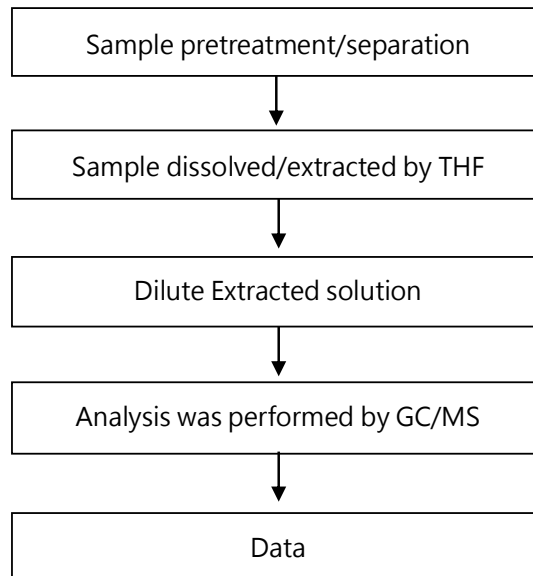 Sample pretreatment/separation
Sample dissolved/extracted by THF
Dilute Extracted solution
Analysis was performed by GC/MS
Data